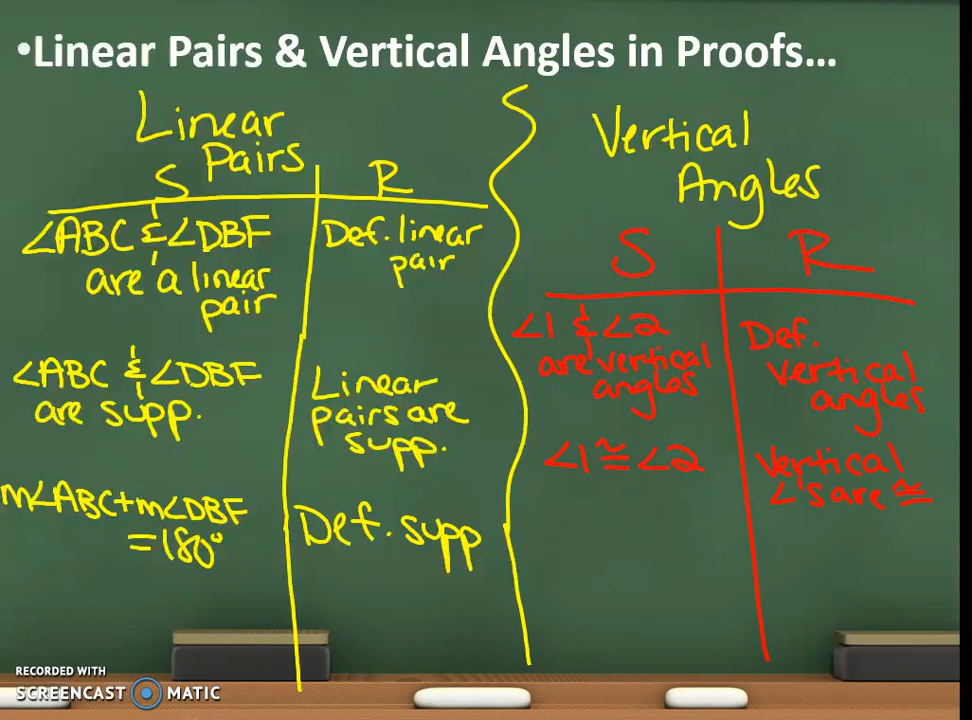 •Linear Pairs & Vertical Angles in Proofs...
Linear
Pairs
S
R
∠ABC & ∠DBF
are a linear
pair
Def. linear
pair
∠ABC & ∠DBF
are supp.
Linear
pairs are
supp.
m∠ABC+m∠DBF
=180°
Def. supp
Vertical
Angles
S
R
∠1 & ∠2
are vertical
angles
Def.
vertical
angles
∠1 ≅ ∠2
Vertical
∠'s are ≅
RECORDED WITH
SCREENCAST MATIC